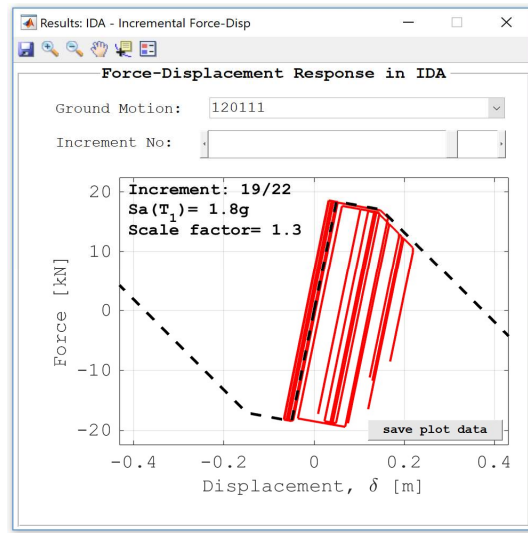 Results: IDA - Incremental Force-Disp
Force-Displacement Response in IDA
Ground Motion: 120111
Increment No:
Increment: 19/22
Sa(T1)= 1.8g
Scale factor= 1.3
Force [kN]
20
10
0
-10
-20
save plot data
-0.4 -0.2 0 0.2 0.4
Displacement, δ [m]